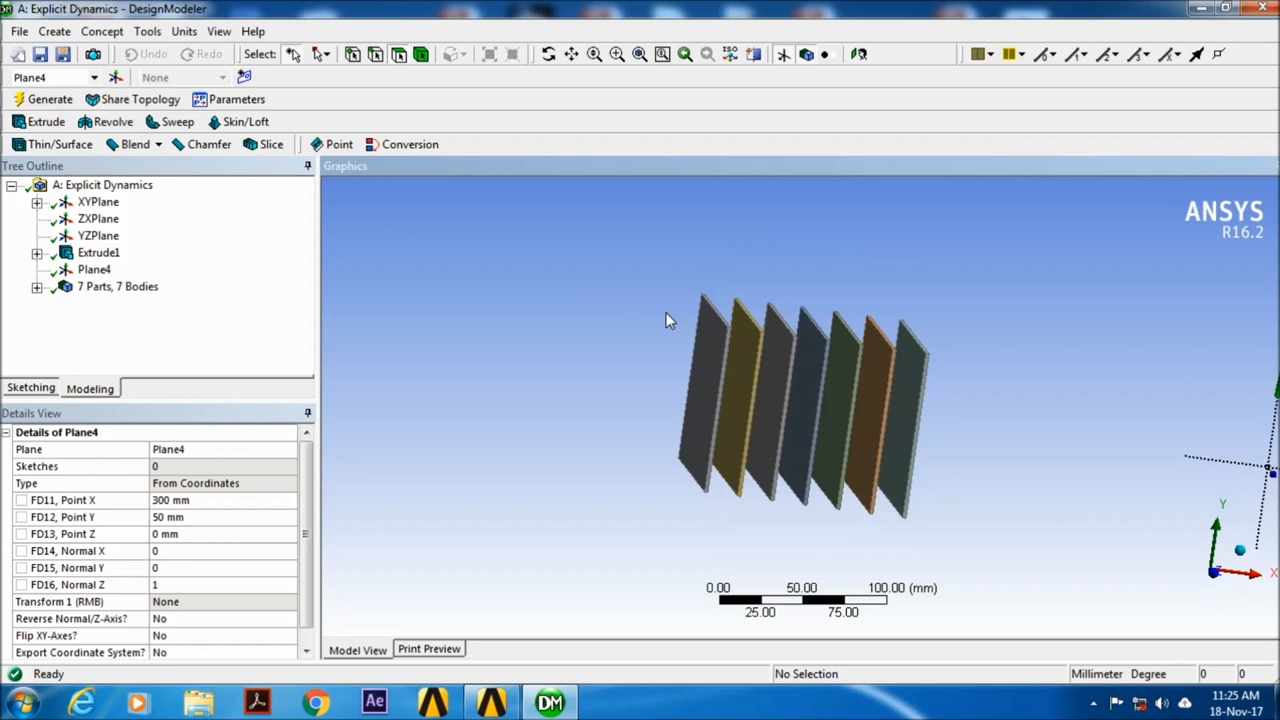 A: Explicit Dynamics - DesignModeler
File Create Concept Tools Units View Help
Undo Redo Select:
Plane4 None
Generate Share Topology Parameters
Extrude Revolve Sweep Skin/Loft
Thin/Surface Blend Chamfer Slice Point Conversion
Tree Outline
A: Explicit Dynamics
XYPlane
ZXPlane
YZPlane
Extrude1
Plane4
7 Parts, 7 Bodies
Sketching Modeling
Details View
Details of Plane4
Plane Plane4
Sketches 0
Type From Coordinates
FD11, Point X 300 mm
FD12, Point Y 50 mm
FD13, Point Z 0 mm
FD14, Normal X 0
FD15, Normal Y 0
FD16, Normal Z 1
Transform 1 (RMB) None
Reverse Normal/Z-Axis? No
Flip XY-Axes? No
Export Coordinate System? No
Graphics
ANSYS
R16.2
0.00 50.00 100.00 (mm)
25.00 75.00
Y
X
Model View Print Preview
Ready No Selection Millimeter Degree 0 0
11:25 AM
18-Nov-17